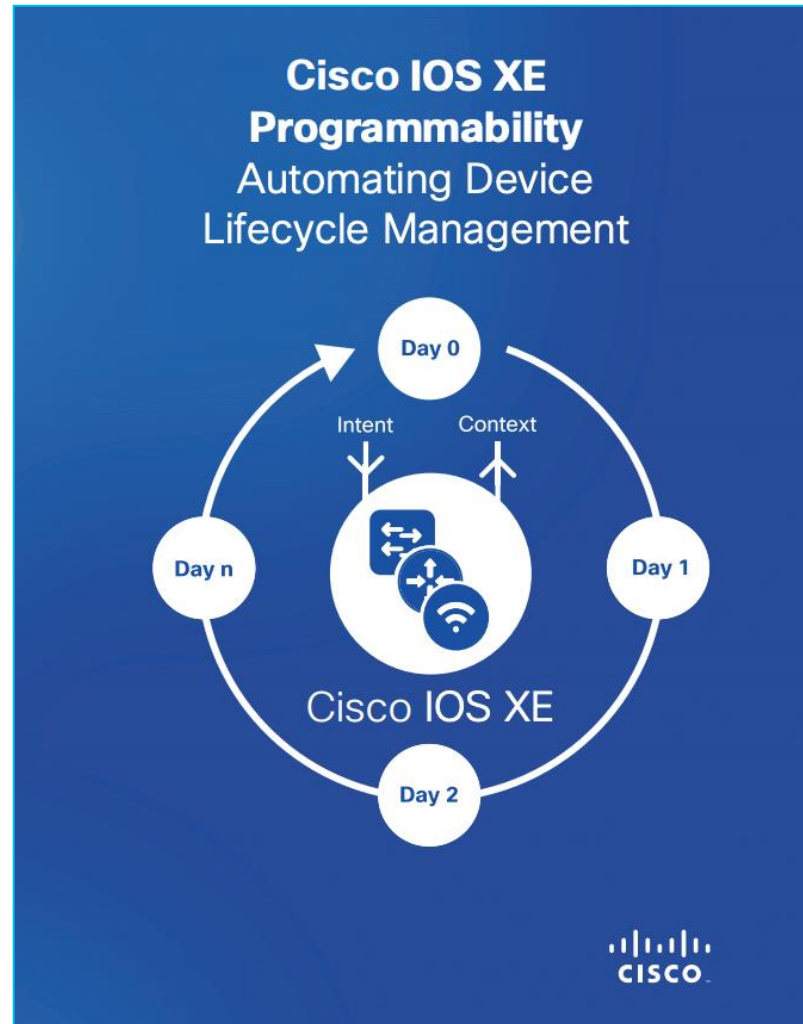 Cisco IOS XE
Programmability
Automating Device
Lifecycle Management
Day 0
Intent
Context
Day n
Day 1
Cisco IOS XE
Day 2
CISCO